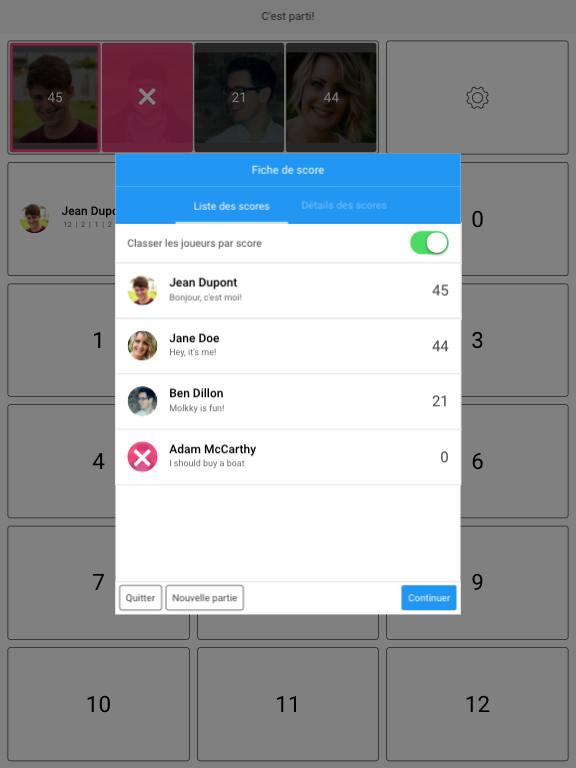 C'est parti!
45
21
44
Jean Dupo
12 | 2 | 1 | 2
0
Fiche de score
Liste des scores
Détails des scores
Classer les joueurs par score
Jean Dupont
Bonjour, c'est moi!
45
1
3
Jane Doe
Hey, it's me!
44
Ben Dillon
Molkky is fun!
21
4
6
Adam McCarthy
I should buy a boat
0
7
9
Quitter
Nouvelle partie
Continuer
10
11
12